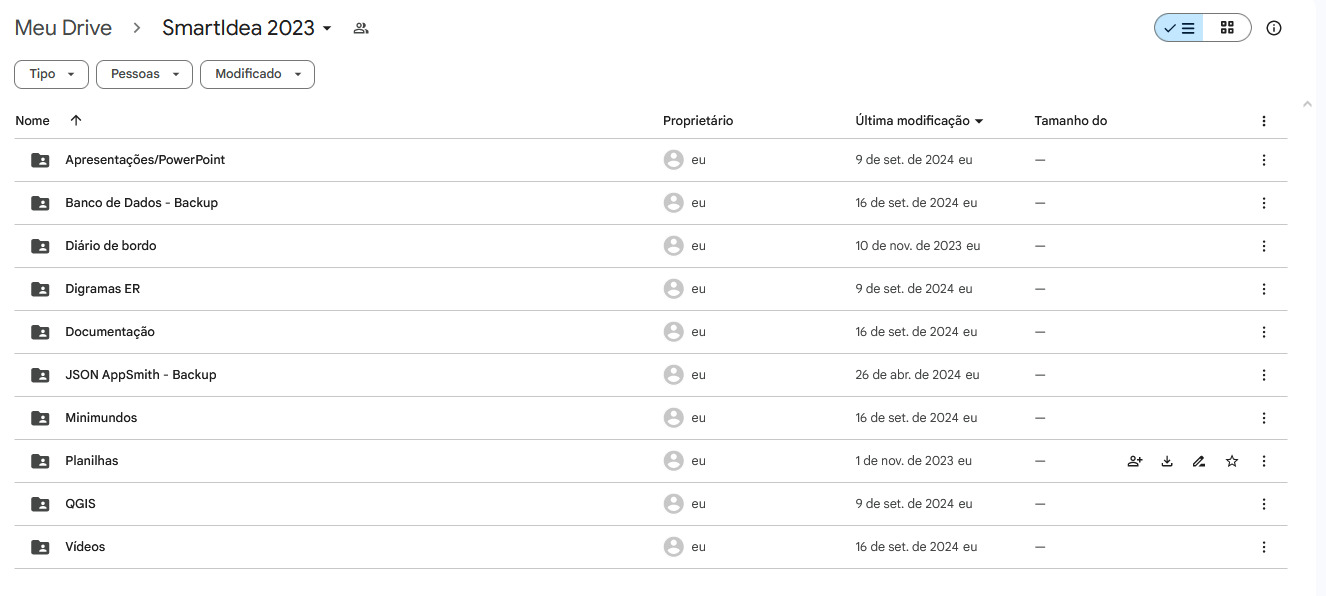 Meu Drive > SmartIdea 2023
Tipo Pessoas Modificado
Nome Proprietário Última modificação Tamanho do
Apresentações/PowerPoint eu 9 de set. de 2024 eu —
Banco de Dados - Backup eu 16 de set. de 2024 eu —
Diário de bordo eu 10 de nov. de 2023 eu —
Digramas ER eu 9 de set. de 2024 eu —
Documentação eu 16 de set. de 2024 eu —
JSON AppSmith - Backup eu 26 de abr. de 2024 eu —
Minimundos eu 16 de set. de 2024 eu —
Planilhas eu 1 de nov. de 2023 eu —
QGIS eu 9 de set. de 2024 eu —
Vídeos eu 16 de set. de 2024 eu —